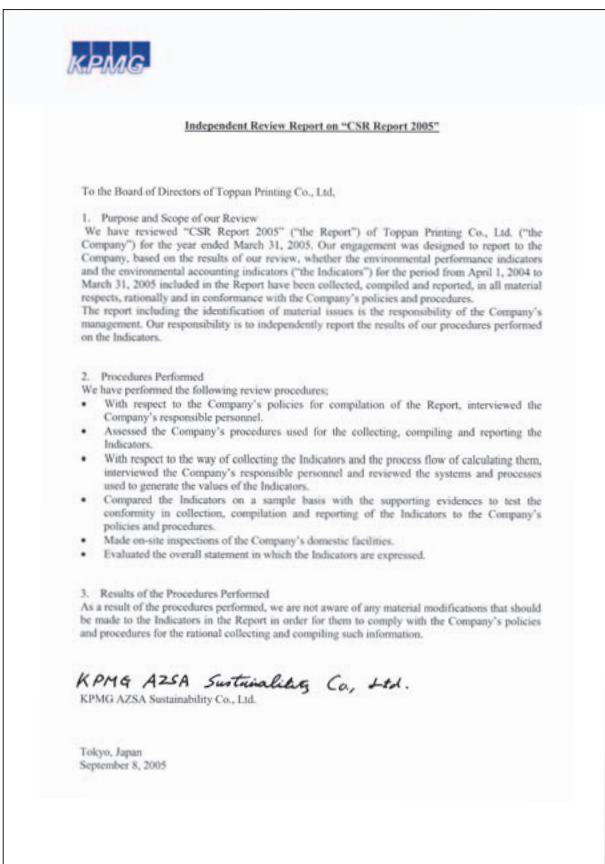 KPMG
Independent Review Report on "CSR Report 2005"
To the Board of Directors of Toppan Printing Co., Ltd,
1. Purpose and Scope of our Review
We have reviewed "CSR Report 2005" ("the Report") of Toppan Printing Co., Ltd. ("the
Company") for the year ended March 31, 2005. Our engagement was designed to report to the
Company, based on the results of our review, whether the environmental performance indicators
and the environmental accounting indicators ("the Indicators") for the period from April 1, 2004 to
March 31, 2005 included in the Report have been collected, compiled and reported, in all material
respects, rationally and in conformance with the Company's policies and procedures.
The report including the identification of material issues is the responsibility of the Company's
management. Our responsibility is to independently report the results of our procedures performed
on the Indicators.
2. Procedures Performed
We have performed the following review procedures;
• With respect to the Company's policies for compilation of the Report, interviewed the
Company's responsible personnel.
• Assessed the Company's procedures used for the collecting, compiling and reporting the
Indicators.
• With respect to the way of collecting the Indicators and the process flow of calculating them,
interviewed the Company's responsible personnel and reviewed the systems and processes
used to generate the values of the Indicators.
• Compared the Indicators on a sample basis with the supporting evidences to test the
conformity in collection, compilation and reporting of the Indicators to the Company's
policies and procedures.
• Made on-site inspections of the Company's domestic facilities.
• Evaluated the overall statement in which the Indicators are expressed.
3. Results of the Procedures Performed
As a result of the procedures performed, we are not aware of any material modifications that should
be made to the Indicators in the Report in order for them to comply with the Company's policies
and procedures for the rational collecting and compiling such information.
KPMG AZSA Sustainability Co., Ltd.
KPMG AZSA Sustainability Co., Ltd.
Tokyo, Japan
September 8, 2005